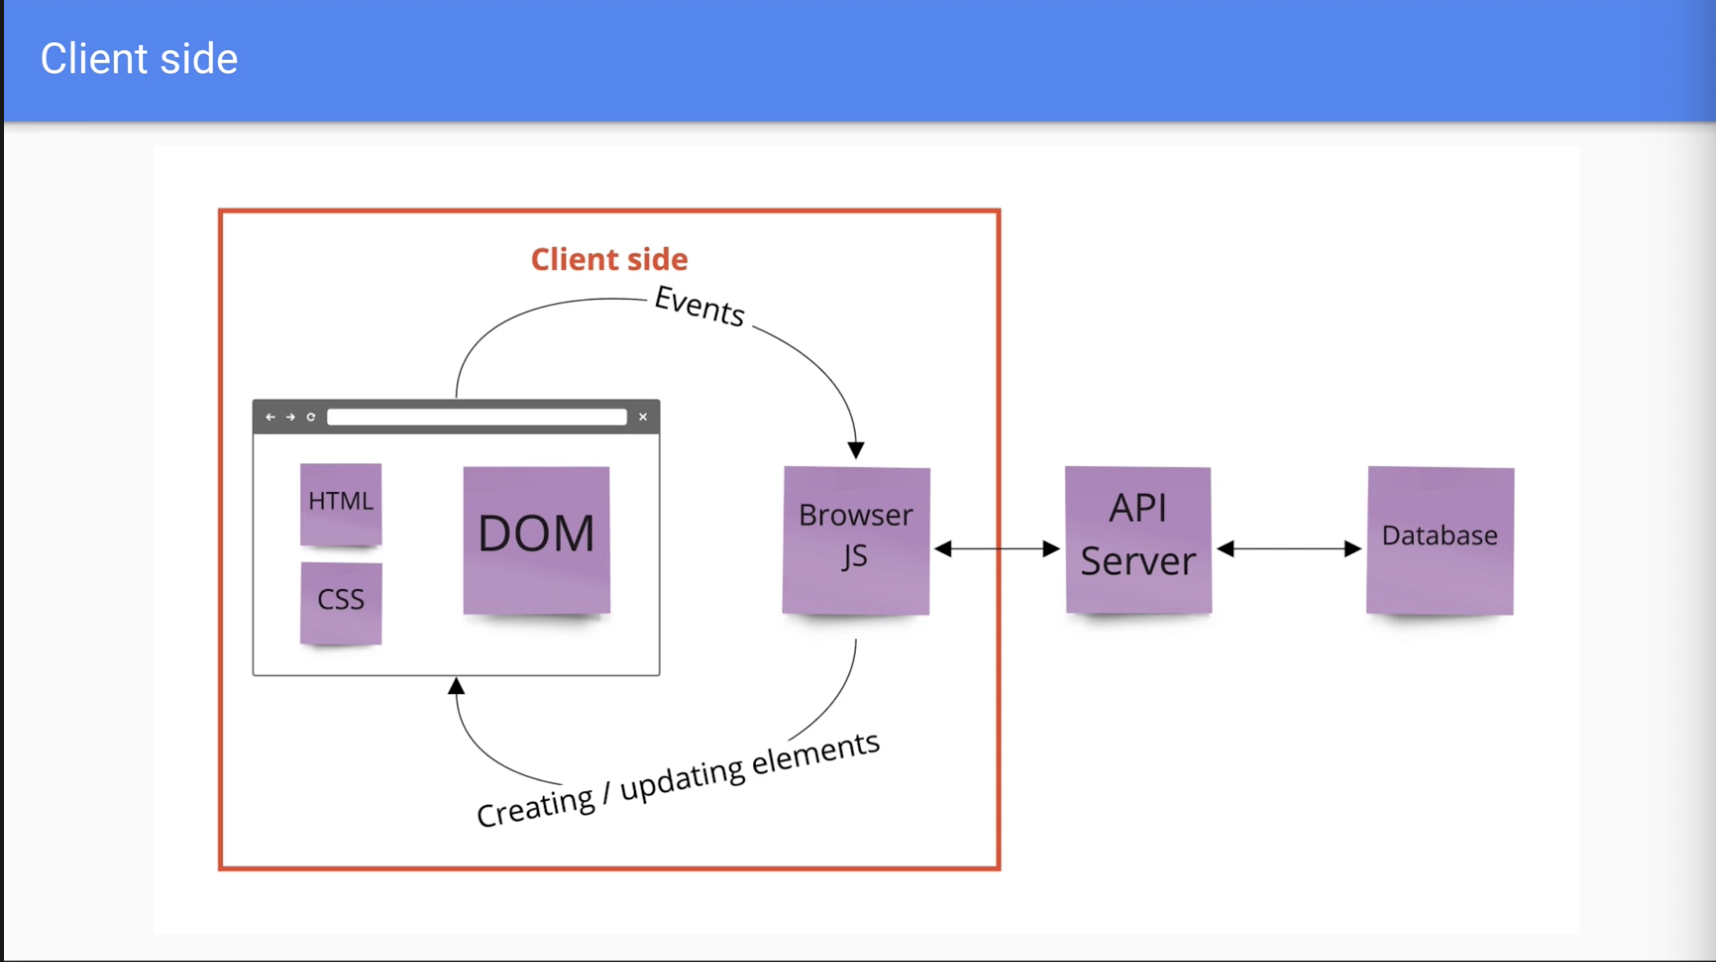 Client side
Client side
Events
HTML
CSS
DOM
Browser
JS
API
Server
Database
Creating / updating elements